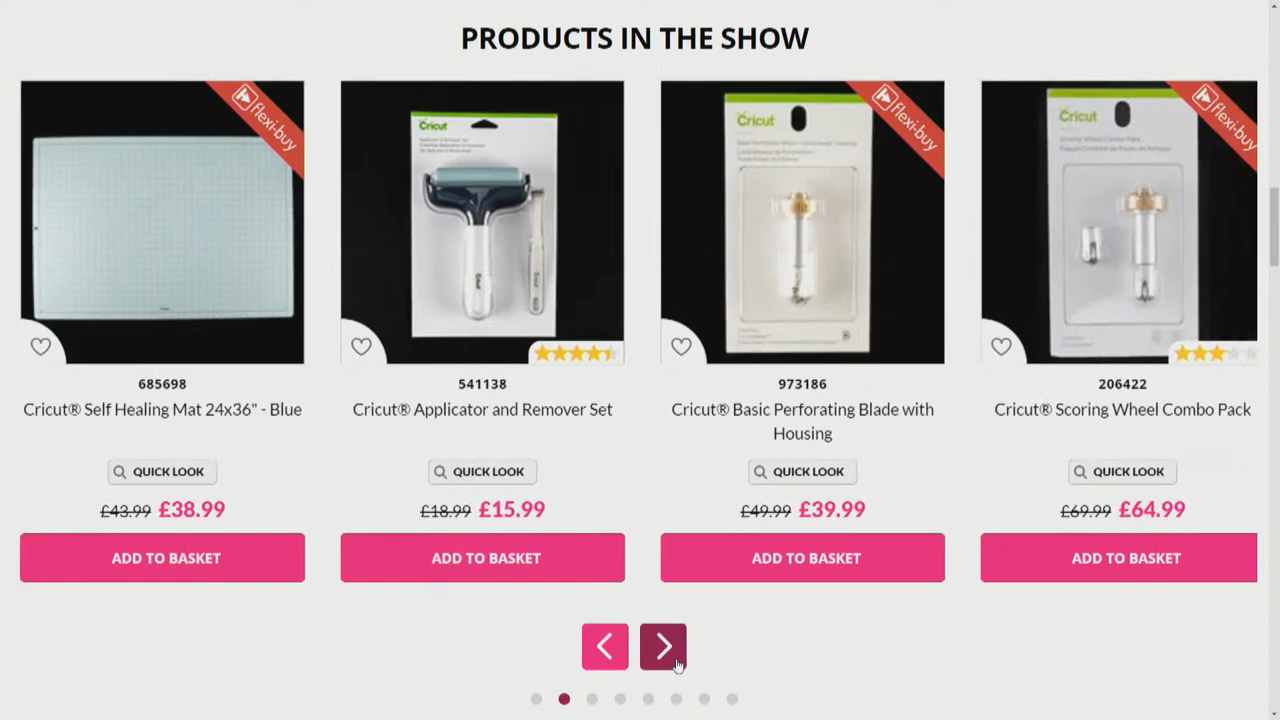 PRODUCTS IN THE SHOW
flexi-buy
Cricut
flexi-buy
Cricut
flexi-buy
Cricut
685698
541138
973186
206422
Cricut® Self Healing Mat 24x36" - Blue
Cricut® Applicator and Remover Set
Cricut® Basic Perforating Blade with
Housing
Cricut® Scoring Wheel Combo Pack
QUICK LOOK
QUICK LOOK
QUICK LOOK
QUICK LOOK
£43.99 £38.99
£18.99 £15.99
£49.99 £39.99
£69.99 £64.99
ADD TO BASKET
ADD TO BASKET
ADD TO BASKET
ADD TO BASKET